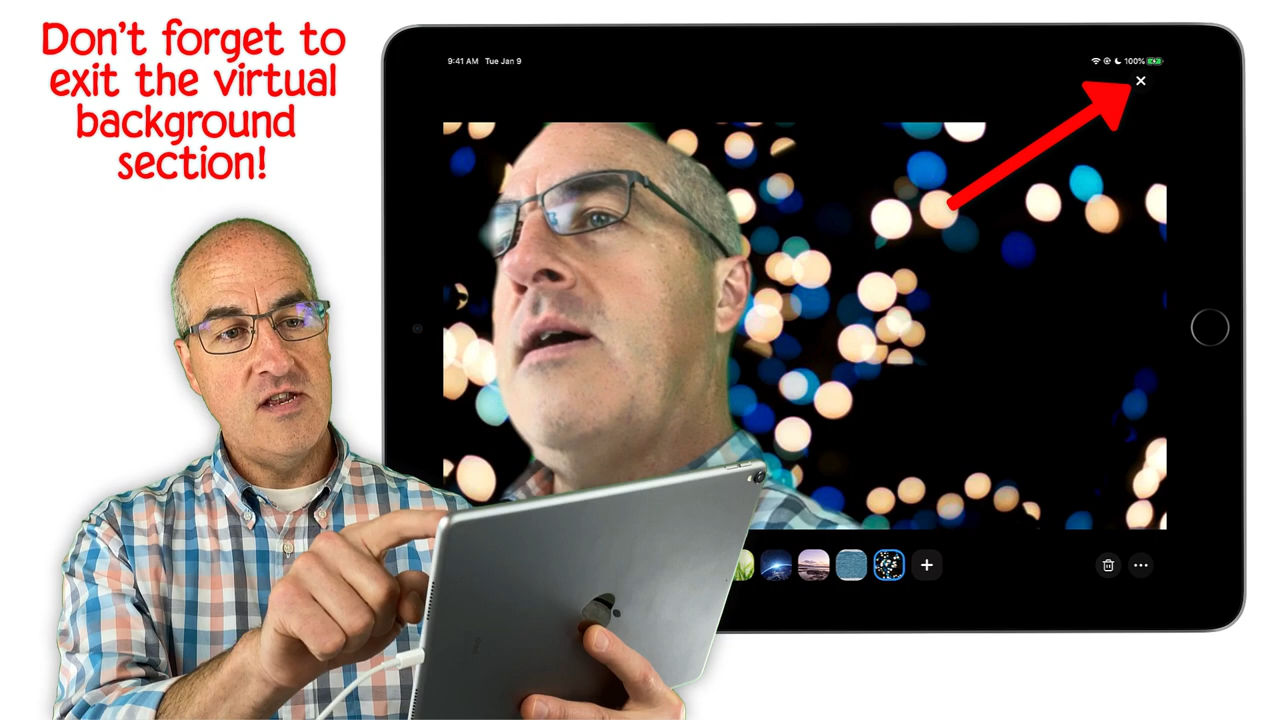 Don't forget to
exit the virtual
background
section!
9:41 AM Tue Jan 9
100%